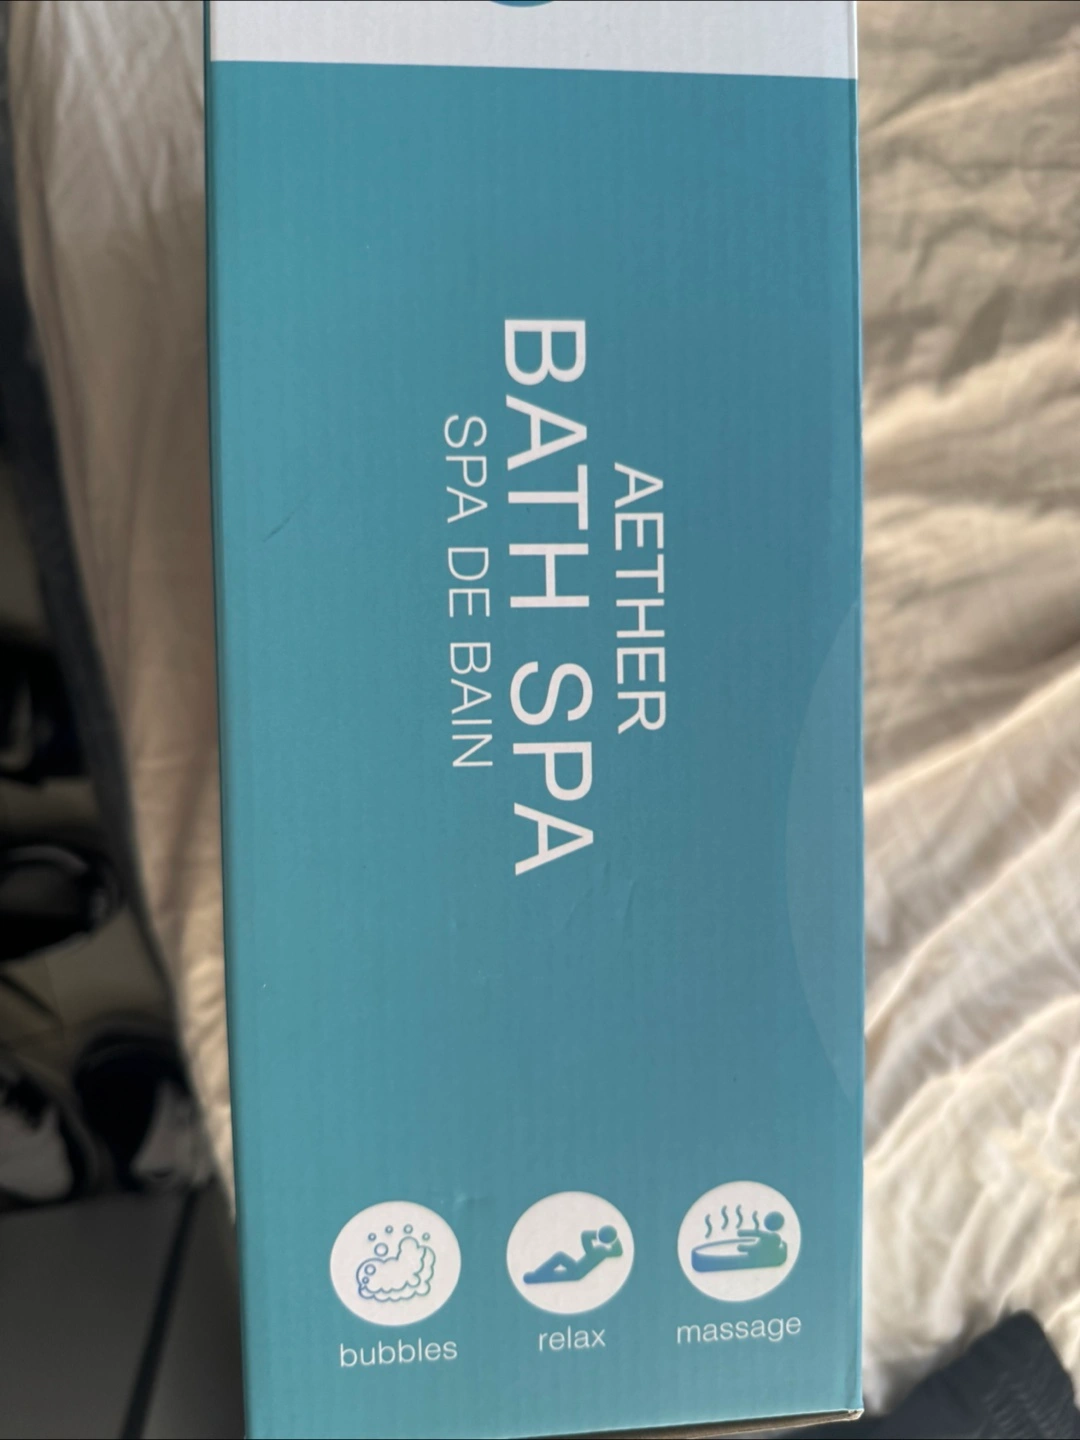 AETHER
BATH SPA
SPA DE BAIN
bubbles
relax
massage